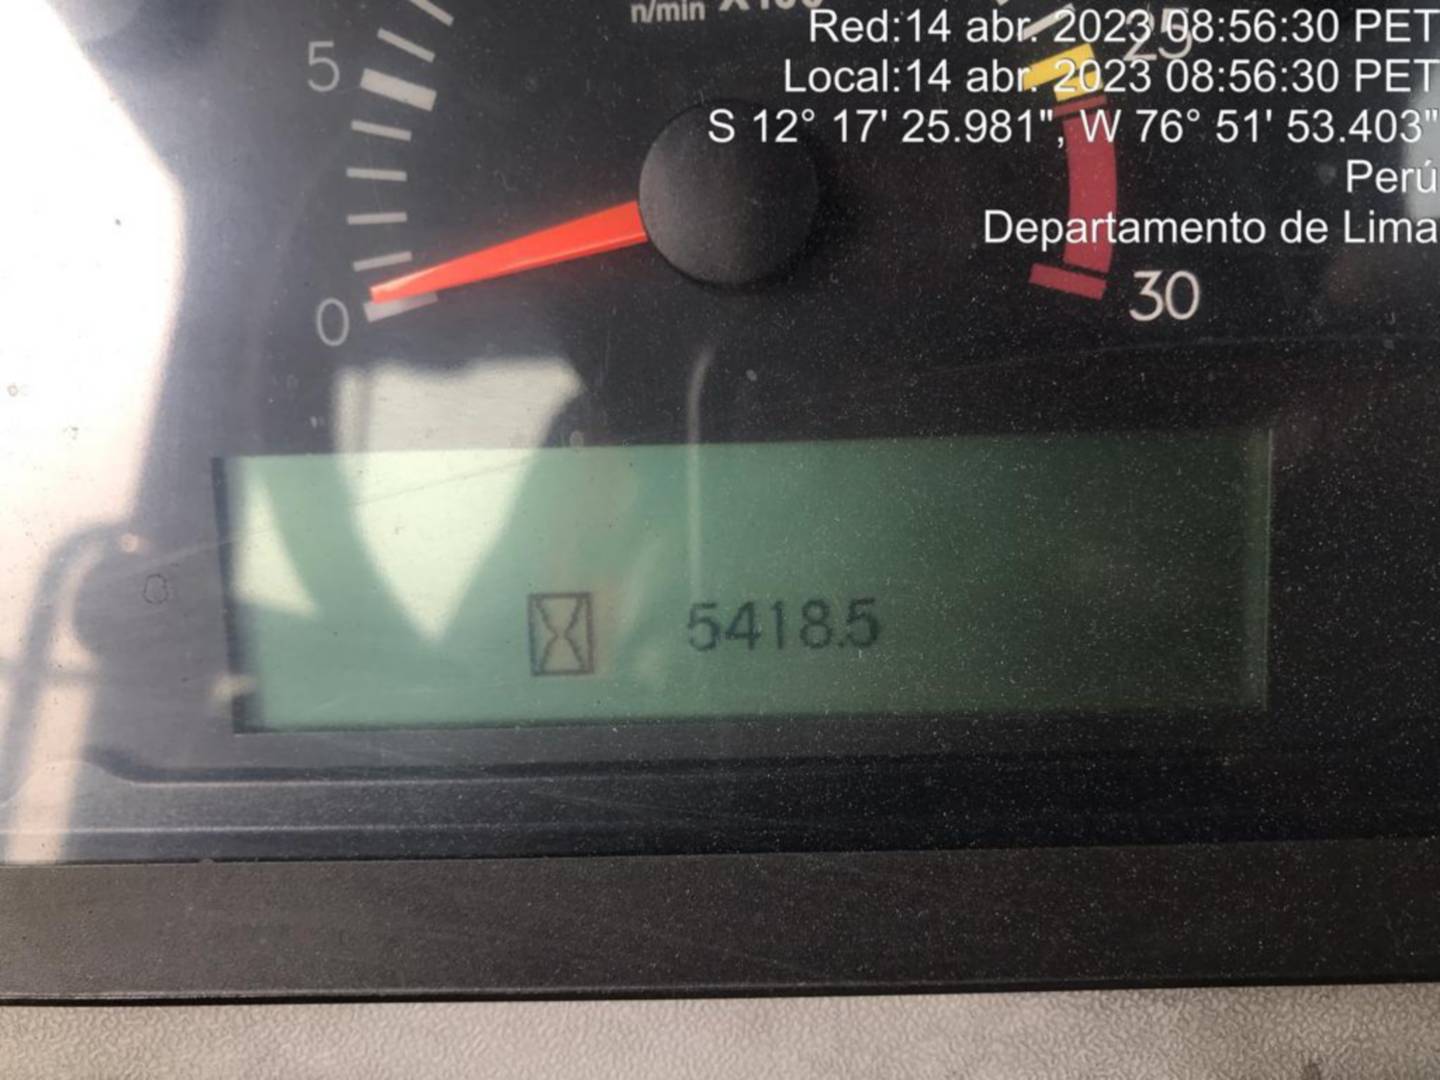 n/min X100
Red:14 abr. 2023 08:56:30 PET
Local:14 abr. 2023 08:56:30 PET
S 12° 17' 25.981", W 76° 51' 53.403"
Perú
Departamento de Lima
5
25
0
30
5418.5